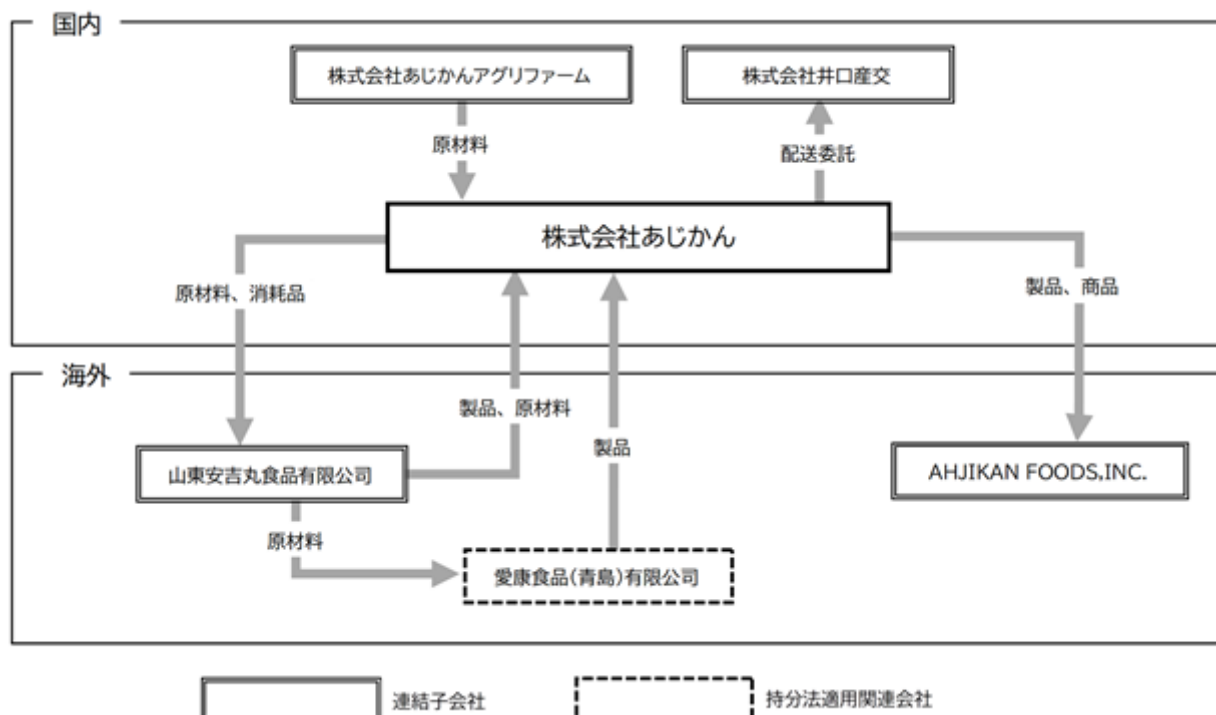 国内
株式会社あじかんアグリファーム
株式会社井口産交
原材料
配送委託
株式会社あじかん
原材料、消耗品
製品、商品
海外
製品、原材料
製品
山東安吉丸食品有限公司
AHJIKAN FOODS,INC.
原材料
愛康食品(青島)有限公司
連結子会社
持分法適用関連会社